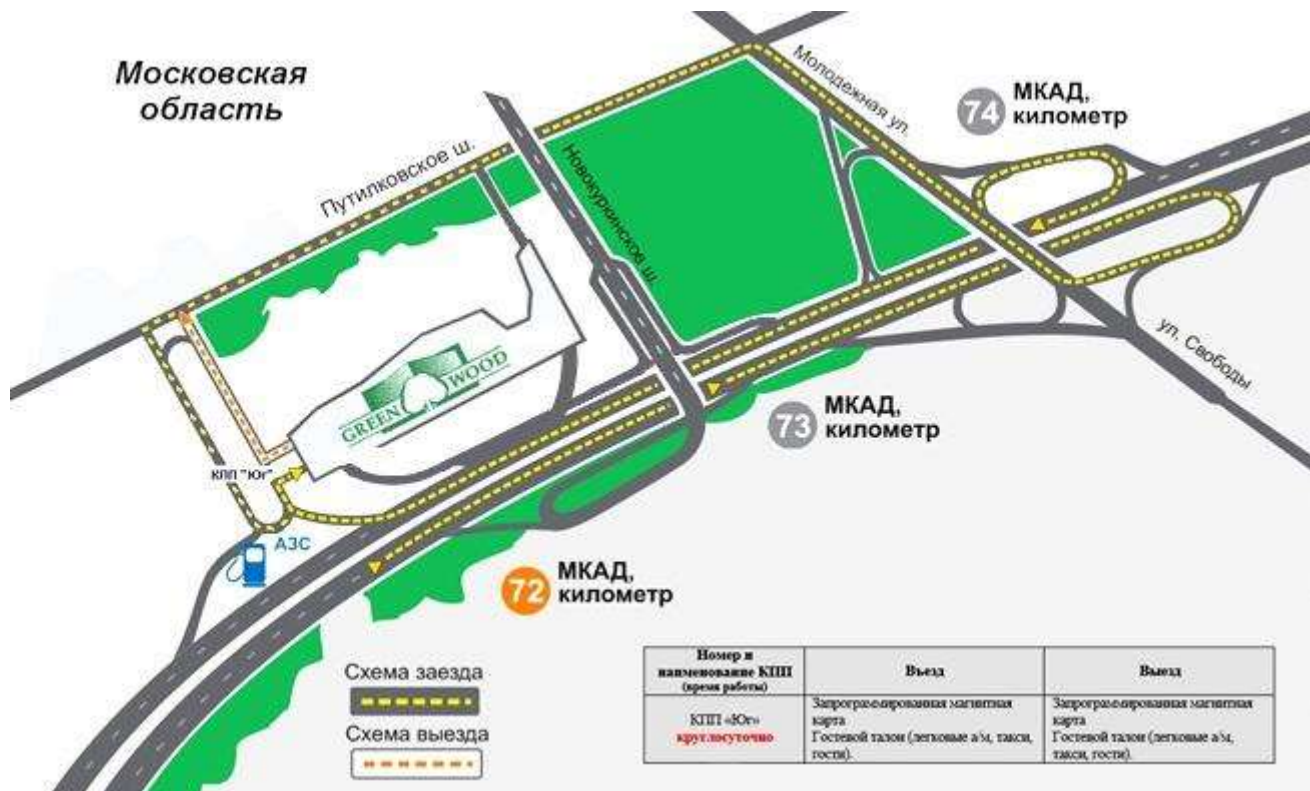 Московская
область
Путилковское ш.
Новокуркинское ш.
Молодежная ул.
74
МКАД,
километр
ул. Свободы
GREEN WOOD
КПП "Юг"
73
МКАД,
километр
АЗС
72
МКАД,
километр
Схема заезда
Схема выезда
Номер и
наименование КПП
(время работы)
Въезд
Выезд
КПП «Юг»
круглосуточно
Запрограммированная магнитная
карта
Гостевой талон (легковые а/м, такси,
гости).
Запрограммированная магнитная
карта
Гостевой талон (легковые а/м,
такси, гости).